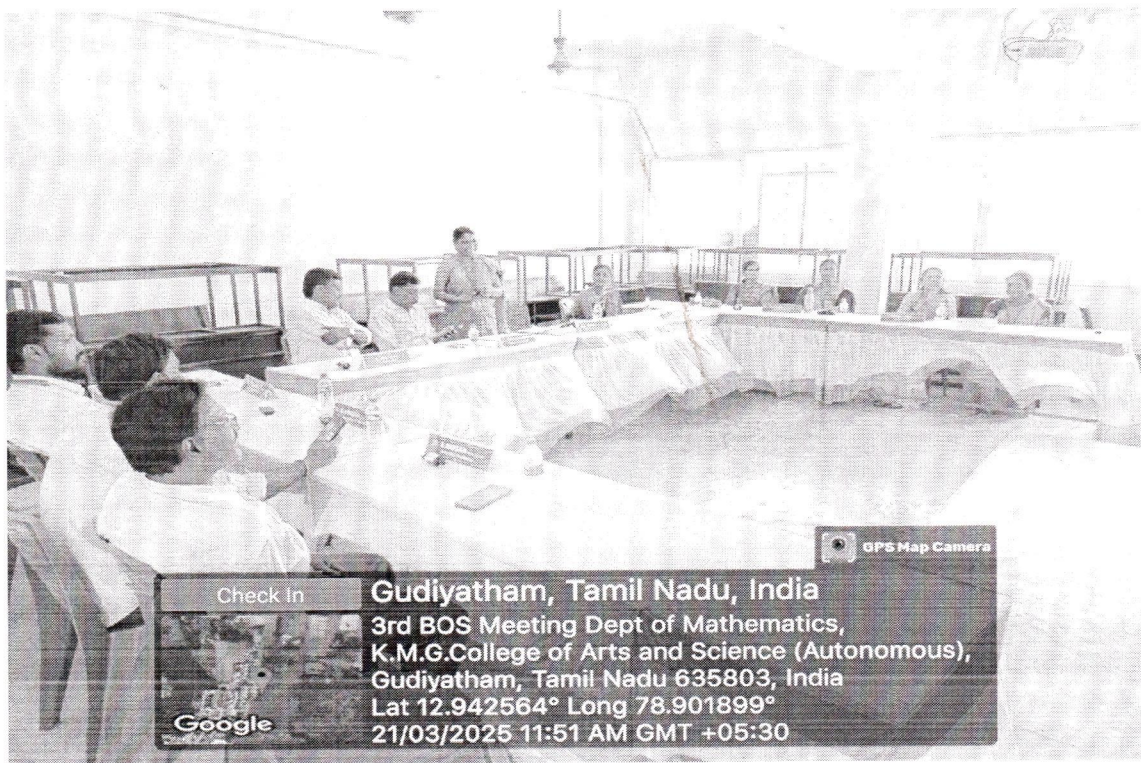 GPS Map Camera
Check In
Gudiyatham, Tamil Nadu, India
3rd BOS Meeting Dept of Mathematics,
K.M.G.College of Arts and Science (Autonomous),
Gudiyatham, Tamil Nadu 635803, India
Lat 12.942564° Long 78.901899°
21/03/2025 11:51 AM GMT +05:30
Google